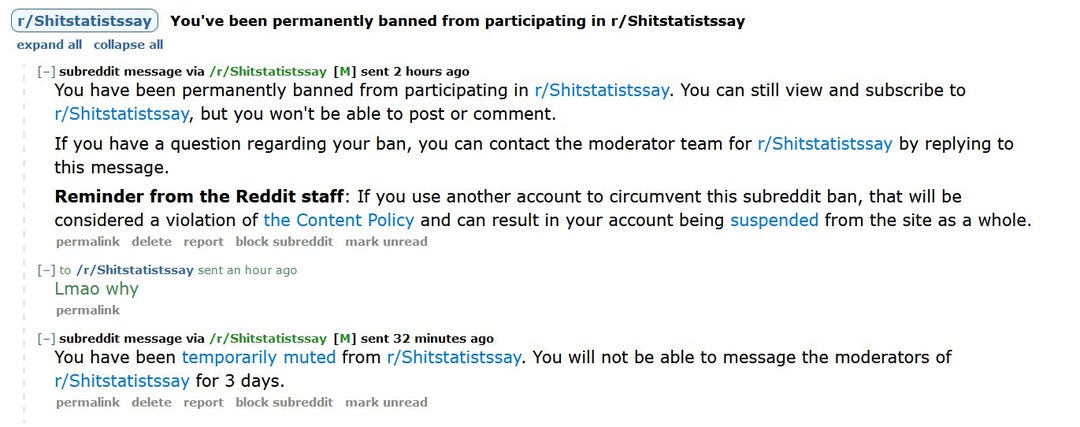 r/Shitstatistssay You've been permanently banned from participating in r/Shitstatistssay
expand all collapse all
[–] subreddit message via /r/Shitstatistssay [M] sent 2 hours ago
You have been permanently banned from participating in r/Shitstatistssay. You can still view and subscribe to
r/Shitstatistssay, but you won't be able to post or comment.
If you have a question regarding your ban, you can contact the moderator team for r/Shitstatistssay by replying to
this message.
Reminder from the Reddit staff: If you use another account to circumvent this subreddit ban, that will be
considered a violation of the Content Policy and can result in your account being suspended from the site as a whole.
permalink delete report block subreddit mark unread
[–] to /r/Shitstatistssay sent an hour ago
Lmao why
permalink
[–] subreddit message via /r/Shitstatistssay [M] sent 32 minutes ago
You have been temporarily muted from r/Shitstatistssay. You will not be able to message the moderators of
r/Shitstatistssay for 3 days.
permalink delete report block subreddit mark unread